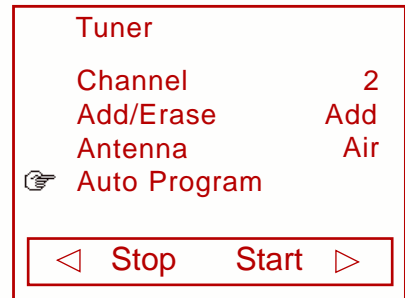 Tuner
Channel 2
Add/Erase Add
Antenna Air
☞ Auto Program
◁ Stop Start ▷